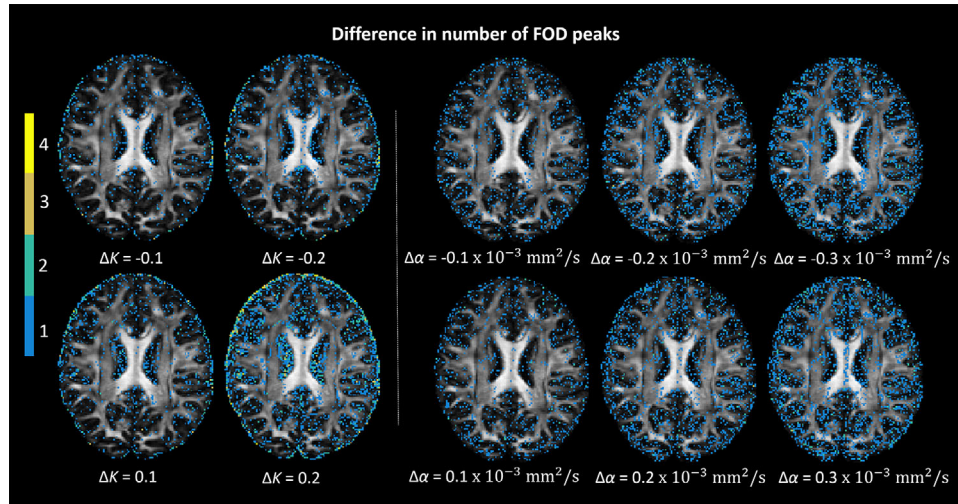 Difference in number of FOD peaks
4
3
2
1
ΔK = -0.1
ΔK = -0.2
Δα = -0.1 x 10⁻³ mm²/s
Δα = -0.2 x 10⁻³ mm²/s
Δα = -0.3 x 10⁻³ mm²/s
ΔK = 0.1
ΔK = 0.2
Δα = 0.1 x 10⁻³ mm²/s
Δα = 0.2 x 10⁻³ mm²/s
Δα = 0.3 x 10⁻³ mm²/s